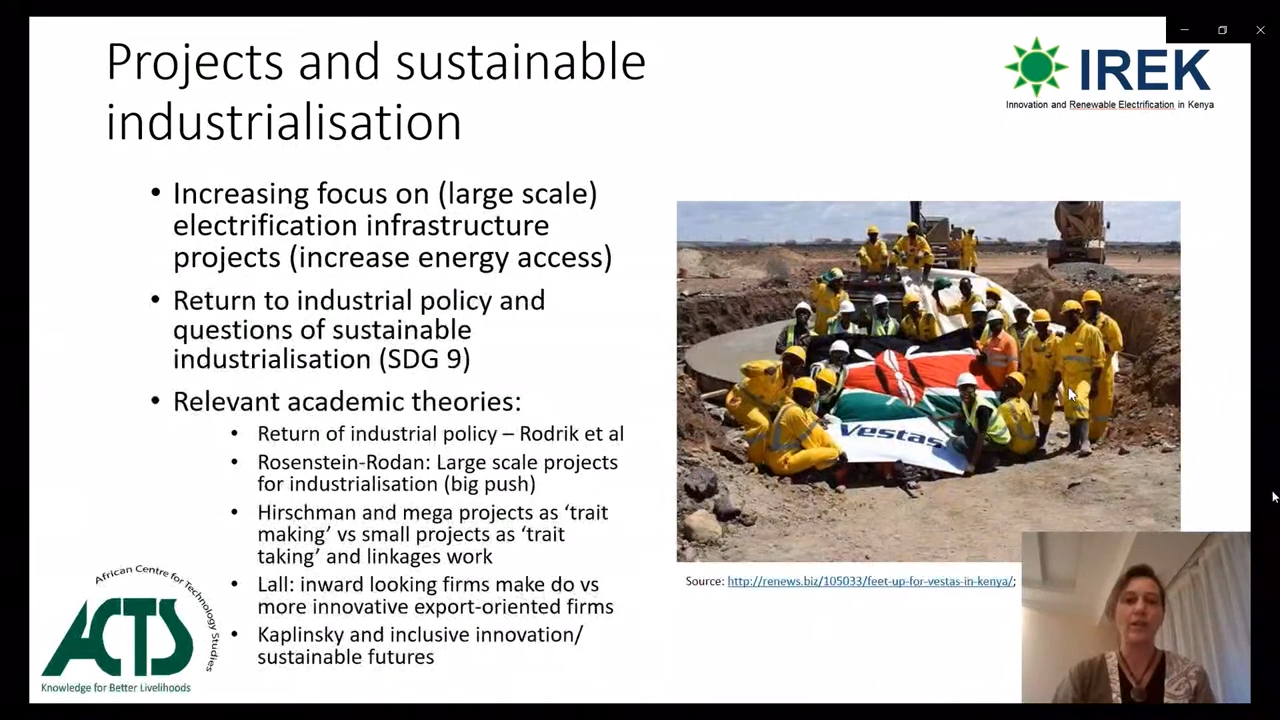 Projects and sustainable
industrialisation
IREK
Innovation and Renewable Electrification in Kenya
• Increasing focus on (large scale)
electrification infrastructure
projects (increase energy access)
• Return to industrial policy and
questions of sustainable
industrialisation (SDG 9)
• Relevant academic theories:
• Return of industrial policy – Rodrik et al
• Rosenstein-Rodan: Large scale projects
for industrialisation (big push)
• Hirschman and mega projects as ‘trait
making’ vs small projects as ‘trait
taking’ and linkages work
• Lall: inward looking firms make do vs
more innovative export-oriented firms
• Kaplinsky and inclusive innovation/
sustainable futures
Vestas
Source: http://renews.biz/105033/feet-up-for-vestas-in-kenya/;
African Centre for Technology Studies
ACTS
Knowledge for Better Livelihoods